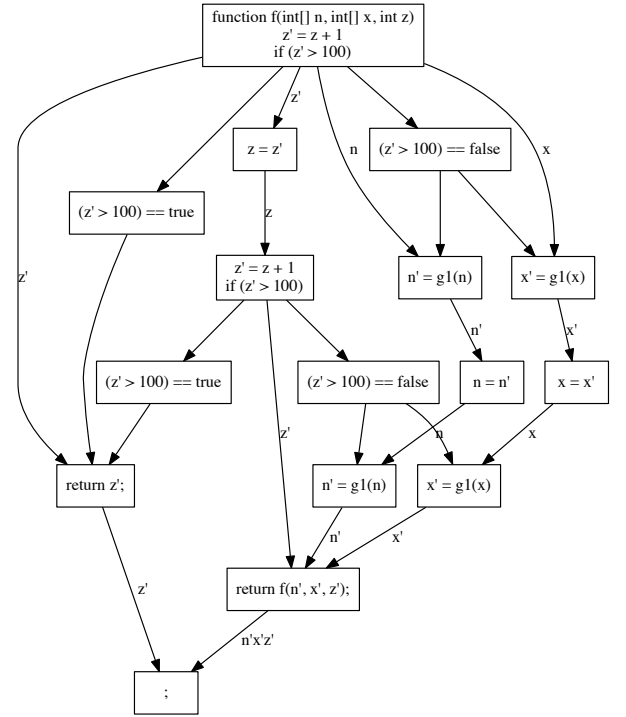 function f(int[] n, int[] x, int z)
z' = z + 1
if (z' > 100)
z'
n
x
z = z'
(z' > 100) == false
(z' > 100) == true
z
z'
z' = z + 1
if (z' > 100)
n' = g1(n)
x' = g1(x)
n'
x'
(z' > 100) == true
(z' > 100) == false
n = n'
x = x'
z'
n
x
return z';
n' = g1(n)
x' = g1(x)
n'
x'
z'
return f(n', x', z');
n'x'z'
;